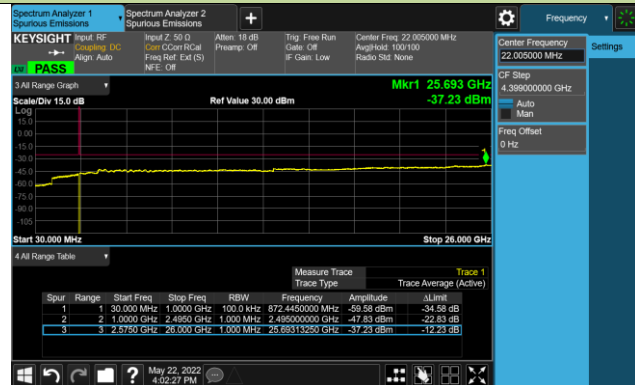 Spectrum Analyzer 1
Spurious Emissions
Spectrum Analyzer 2
Spurious Emissions
+
Frequency
KEYSIGHT
Input: RF
Coupling: DC
Align: Auto
Input Z: 50 Ω
Corr CCorr RCal
Freq Ref: Ext (S)
NFE: Off
Atten: 18 dB
Preamp: Off
Trig: Free Run
Gate: Off
IF Gain: Low
Center Freq: 22.005000 MHz
Avg|Hold: 100/100
Radio Std: None
PASS
Center Frequency
22.005000 MHz
Settings
CF Step
4.399000000 GHz
Auto
Man
Freq Offset
0 Hz
3 All Range Graph
Mkr1 25.693 GHz
Scale/Div 15.0 dB
Ref Value 30.00 dBm
-37.23 dBm
Log
15.0
0.00
-15.0
-30.0
-45.0
-60.0
-75.0
-90.0
-105
Start 30.000 MHz
Stop 26.000 GHz
4 All Range Table
Measure Trace Trace 1
Trace Type Trace Average (Active)
Spur Range Start Freq Stop Freq RBW Frequency Amplitude ΔLimit
1 1 30.000 MHz 1.0000 GHz 100.0 kHz 872.4450000 MHz -59.58 dBm -34.58 dB
2 2 1.0000 GHz 2.4950 GHz 1.000 MHz 2.495000000 GHz -47.83 dBm -22.83 dB
3 3 2.5750 GHz 26.000 GHz 1.000 MHz 25.69313250 GHz -37.23 dBm -12.23 dB
?
May 22, 2022
4:02:27 PM